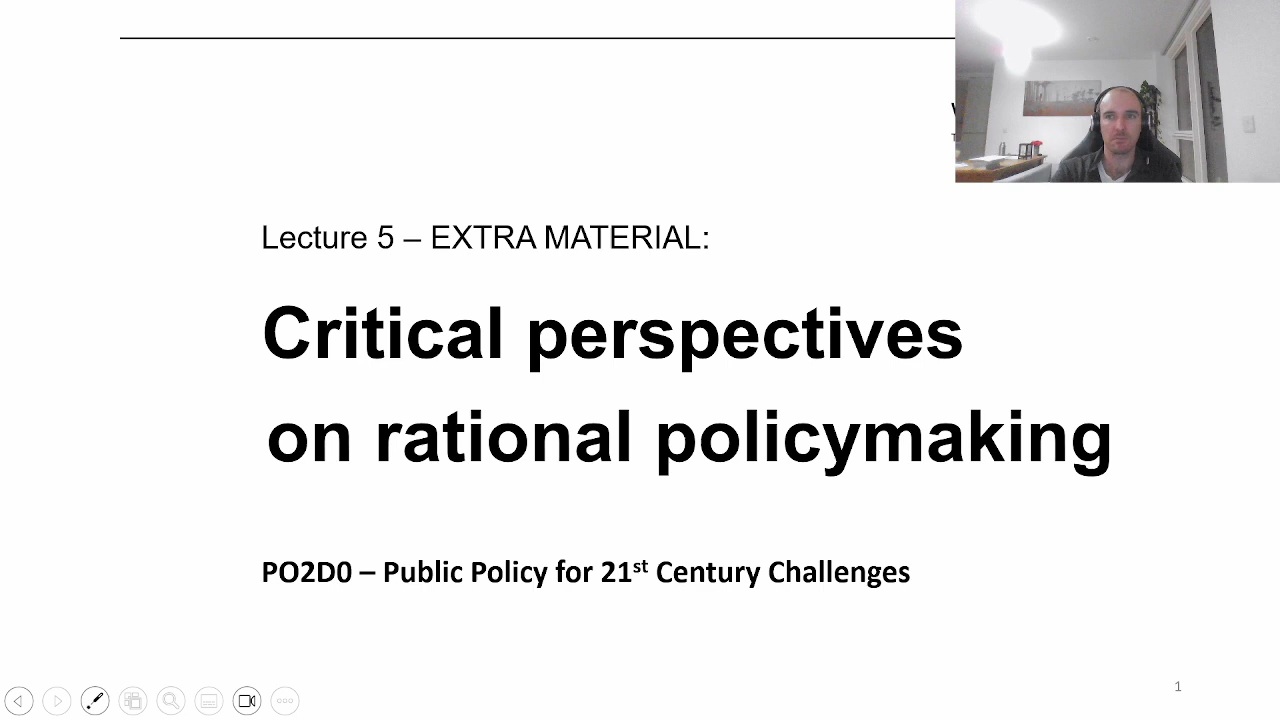 Lecture 5 – EXTRA MATERIAL:
Critical perspectives
on rational policymaking
PO2D0 – Public Policy for 21st Century Challenges
1